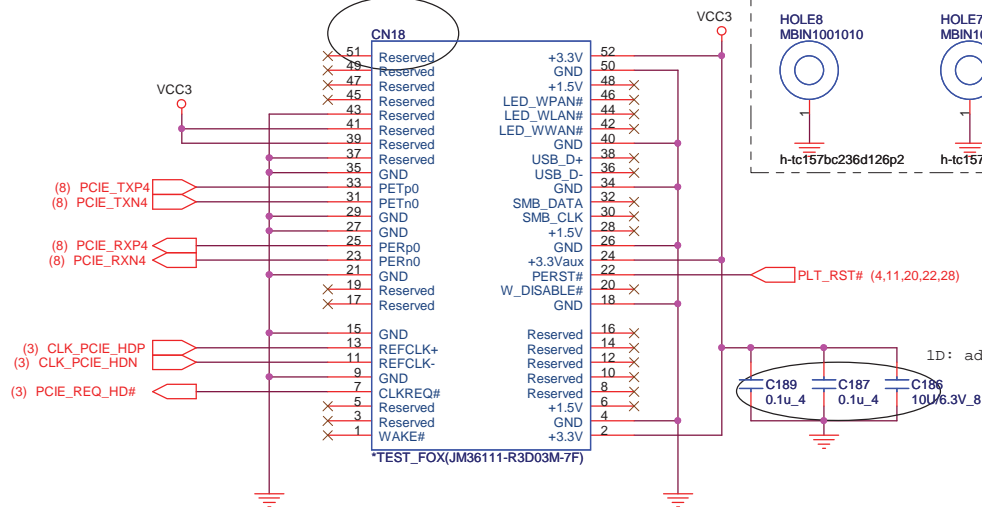 VCC3
HOLE8
MBIN1001010
1
h-tc157bc236d126p2
HOLE7
MBIN10
1
h-tc157
CN18
VCC3
51 Reserved
49 Reserved
47 Reserved
45 Reserved
43 Reserved
41 Reserved
39 Reserved
37 Reserved
35 GND
(8) PCIE_TXP4 33 PETp0
(8) PCIE_TXN4 31 PETn0
29 GND
27 GND
(8) PCIE_RXP4 25 PERp0
(8) PCIE_RXN4 23 PERn0
21 GND
19 Reserved
17 Reserved
15 GND
(3) CLK_PCIE_HDP 13 REFCLK+
(3) CLK_PCIE_HDN 11 REFCLK-
9 GND
(3) PCIE_REQ_HD# 7 CLKREQ#
5 Reserved
3 Reserved
1 WAKE#
+3.3V 52
GND 50
+1.5V 48
LED_WPAN# 46
LED_WLAN# 44
LED_WWAN# 42
GND 40
USB_D+ 38
USB_D- 36
GND 34
SMB_DATA 32
SMB_CLK 30
+1.5V 28
GND 26
+3.3Vaux 24
PERST# 22 PLT_RST# (4,11,20,22,28)
W_DISABLE# 20
GND 18
Reserved 16
Reserved 14
Reserved 12
Reserved 10
Reserved 8
+1.5V 6
GND 4
+3.3V 2
*TEST_FOX(JM36111-R3D03M-7F)
1D: ad
C189
0.1u_4
C187
0.1u_4
C186
10U/6.3V_8